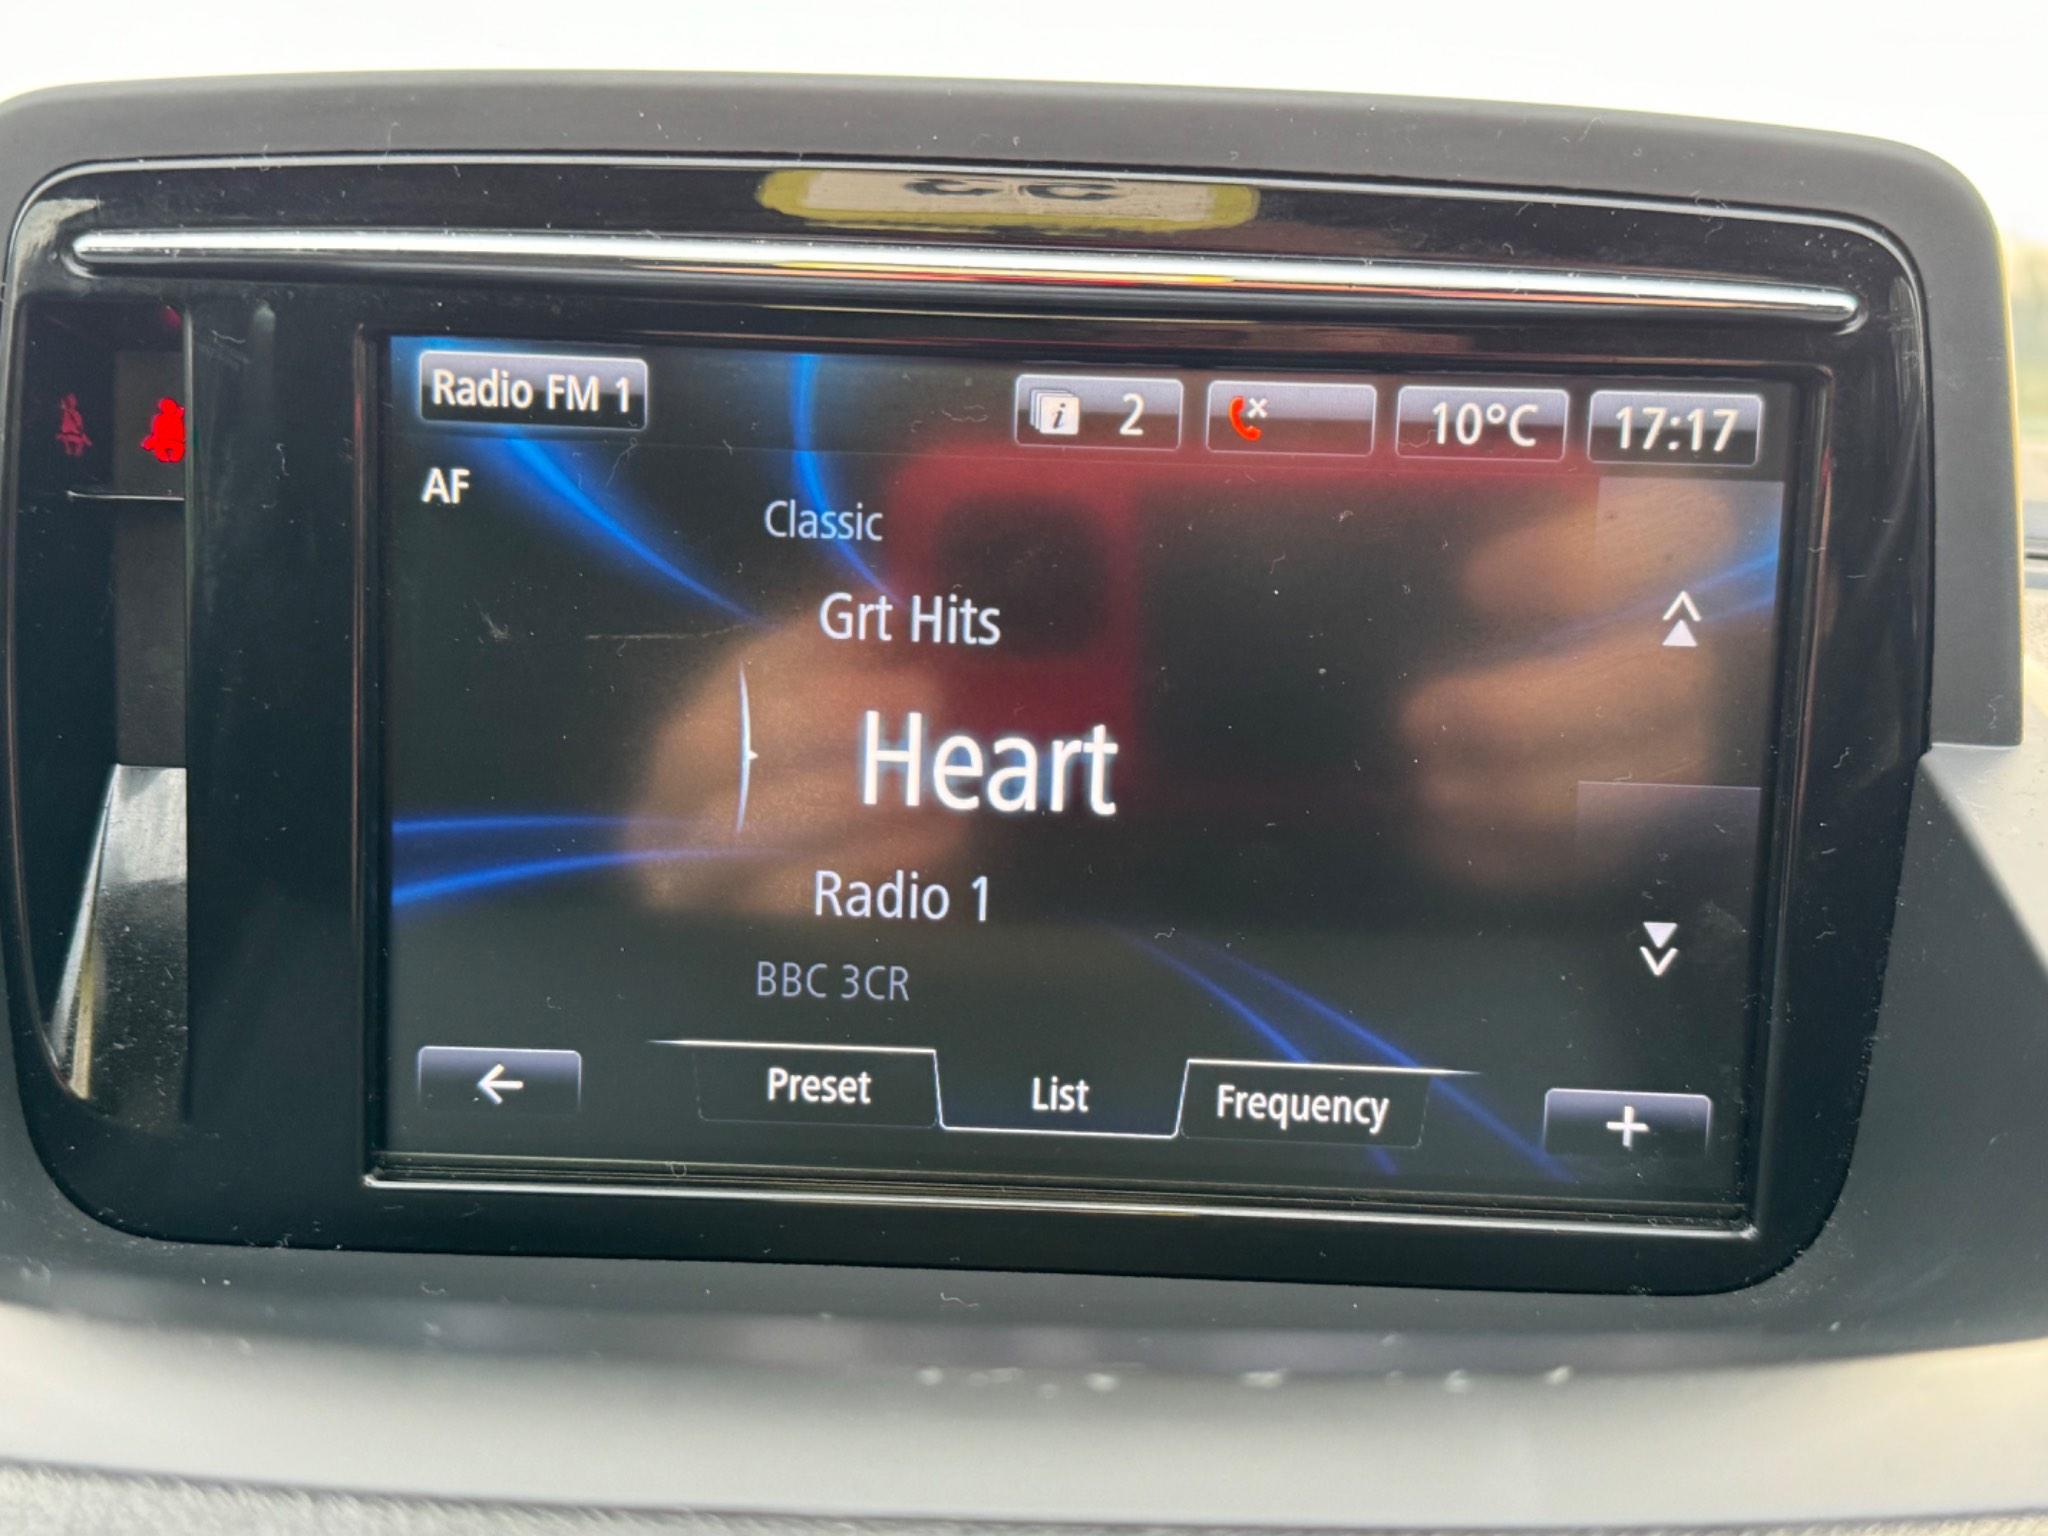 Radio FM 1
2
10°C
17:17
AF
Classic
Grt Hits
Heart
Radio 1
BBC 3CR
Preset
List
Frequency
+